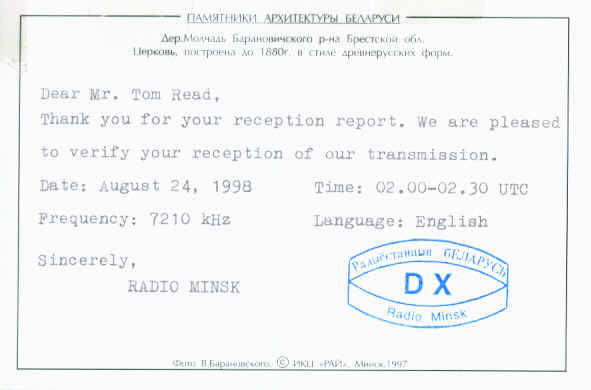 ПАМЯТНИКИ АРХИТЕКТУРЫ БЕЛАРУСИ
Дер.Молчадь Барановичского р-на Брестской обл.
Церковь, построена до 1880г. в стиле древнерусских форм.
Dear Mr. Tom Read,
Thank you for your reception report. We are pleased
to verify your reception of our transmission.
Date: August 24, 1998 Time: 02.00-02.30 UTC
Frequency: 7210 kHz Language: English
Sincerely,
RADIO MINSK
Радиёстанцыя БЕЛАРУСЬ
DX
Radio Minsk
Фото В.Барановского. © ИКЦ «РАЙ», Минск,1997